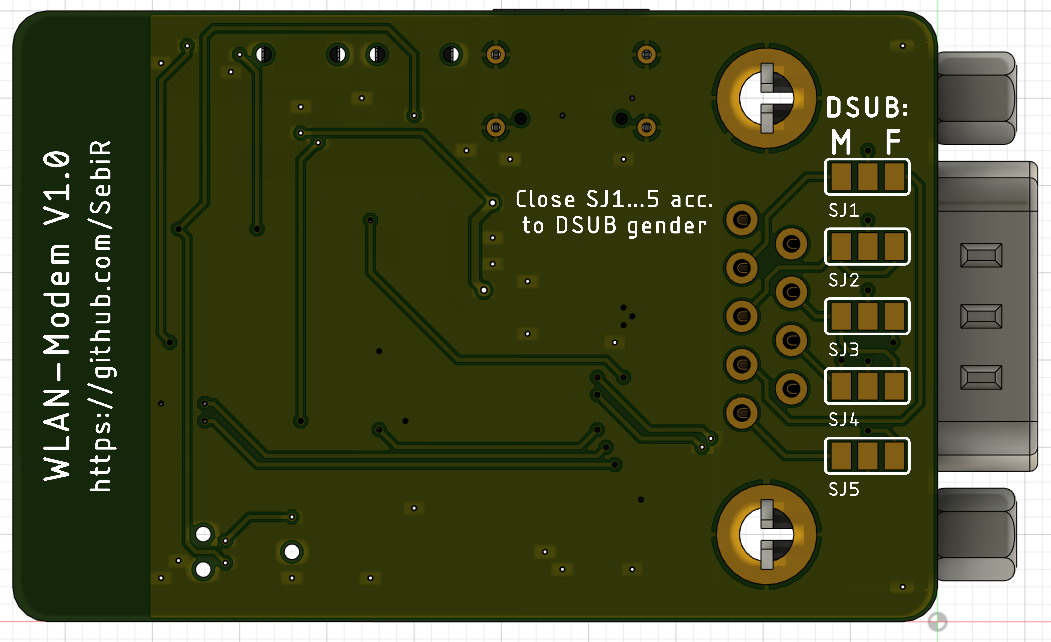 WLAN-Modem V1.0
https://github.com/SebiR
Close SJ1...5 acc.
to DSUB gender
DSUB:
M F
SJ1
SJ2
SJ3
SJ4
SJ5